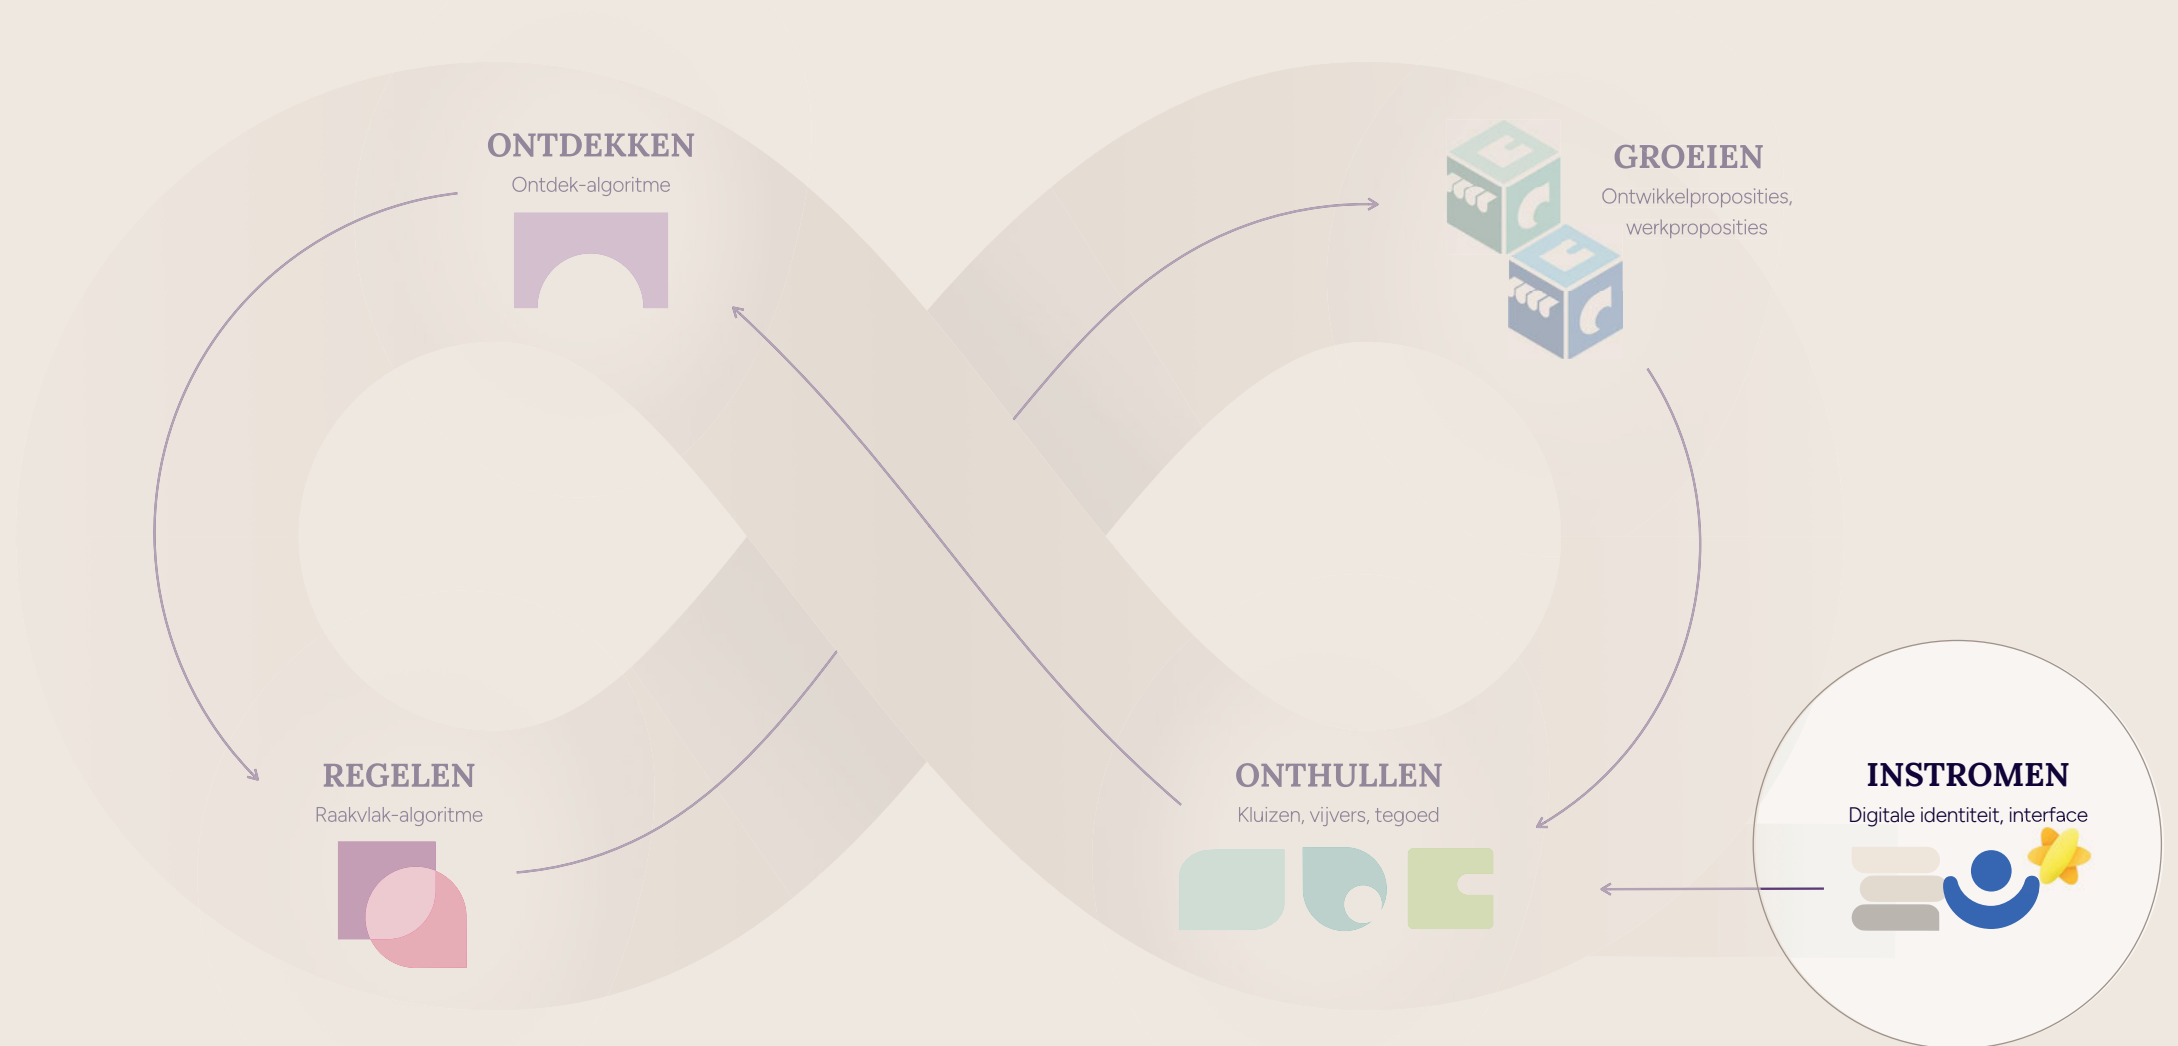 ONTDEKKEN
Ontdek-algoritme
GROEIEN
Ontwikkelproposities,
werkproposities
REGELEN
Raakvlak-algoritme
ONTHULLEN
Kluizen, vijvers, tegoed
INSTROMEN
Digitale identiteit, interface